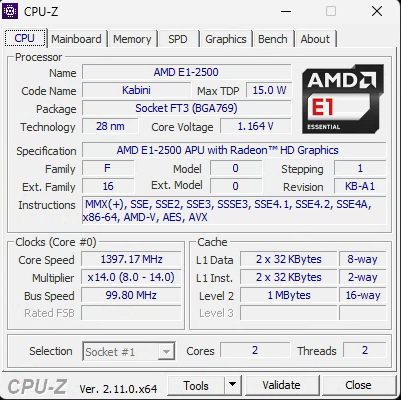 CPU-Z
CPU Mainboard Memory SPD Graphics Bench About
Processor
Name AMD E1-2500
Code Name Kabini Max TDP 15.0 W
Package Socket FT3 (BGA769)
Technology 28 nm Core Voltage 1.164 V
AMD
E1
ESSENTIAL
Specification AMD E1-2500 APU with Radeon™ HD Graphics
Family F Model 0 Stepping 1
Ext. Family 16 Ext. Model 0 Revision KB-A1
Instructions MMX(+), SSE, SSE2, SSE3, SSSE3, SSE4.1, SSE4.2, SSE4A,
x86-64, AMD-V, AES, AVX
Clocks (Core #0)
Core Speed 1397.17 MHz
Multiplier x14.0 (8.0 - 14.0)
Bus Speed 99.80 MHz
Rated FSB
Cache
L1 Data 2 x 32 KBytes 8-way
L1 Inst. 2 x 32 KBytes 2-way
Level 2 1 MBytes 16-way
Level 3
Selection Socket #1 Cores 2 Threads 2
CPU-Z Ver. 2.11.0.x64 Tools Validate Close